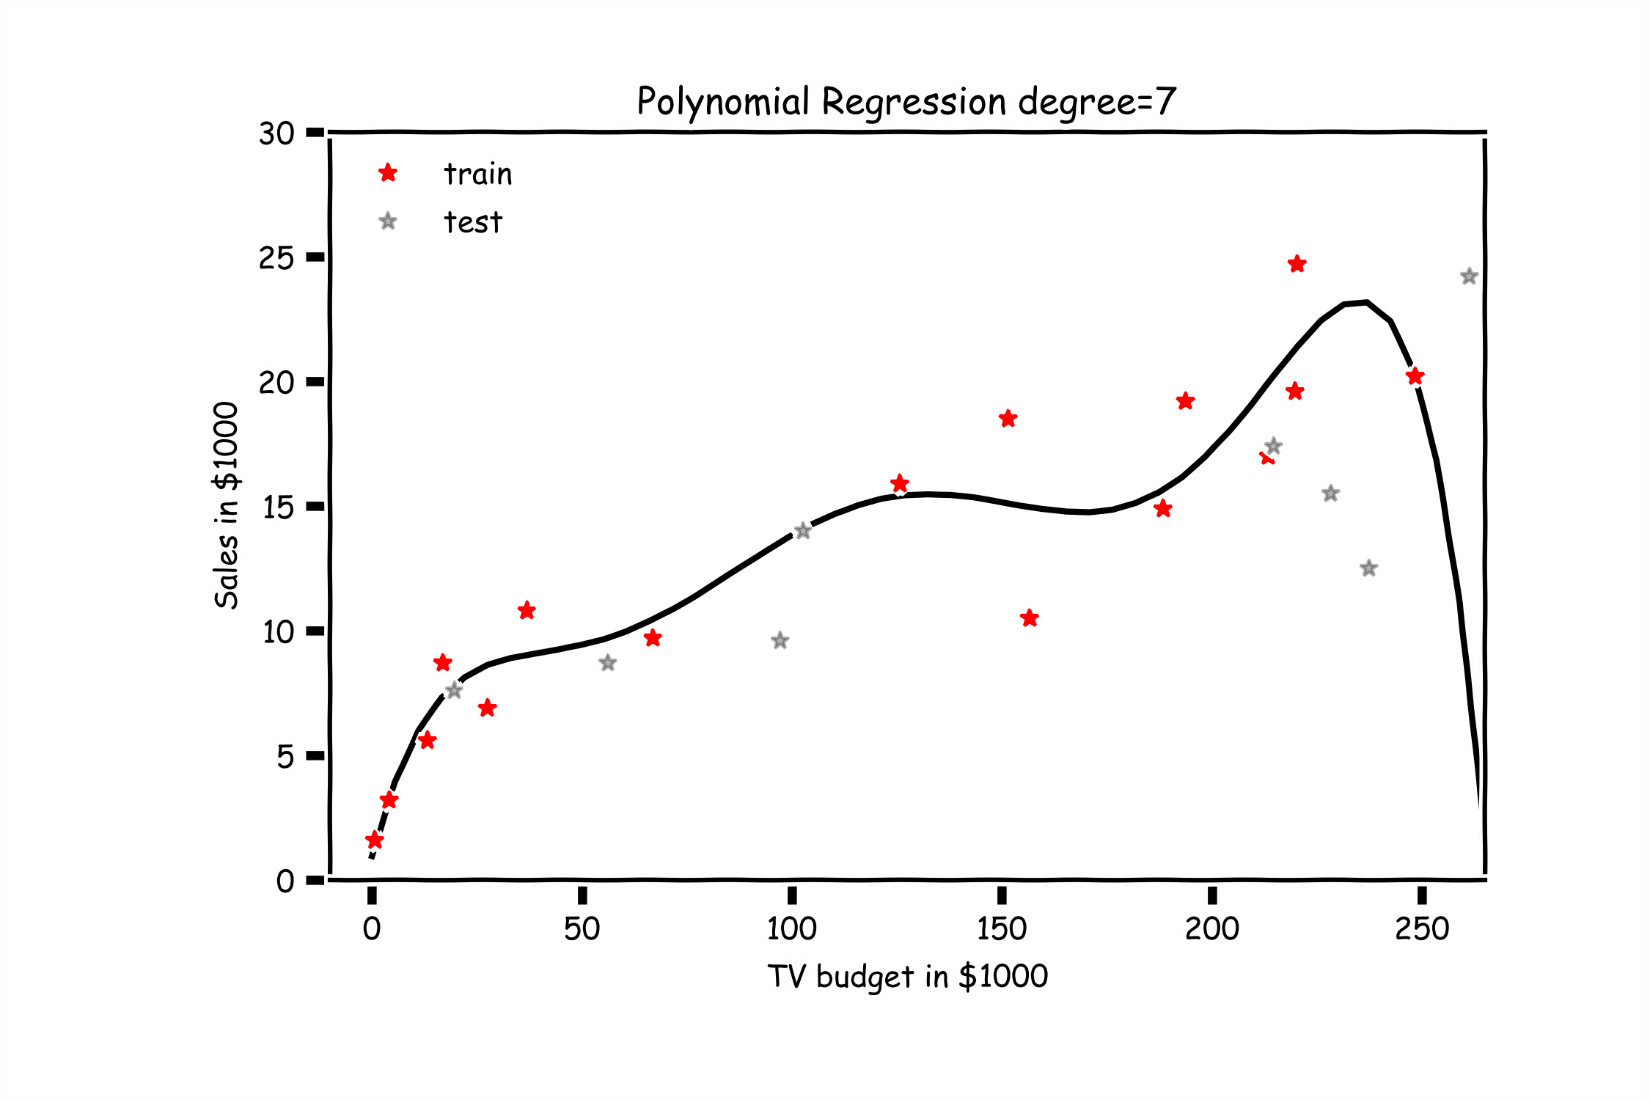 Polynomial Regression degree=7
30
25
20
15
10
5
0
train
test
Sales in $1000
0 50 100 150 200 250
TV budget in $1000